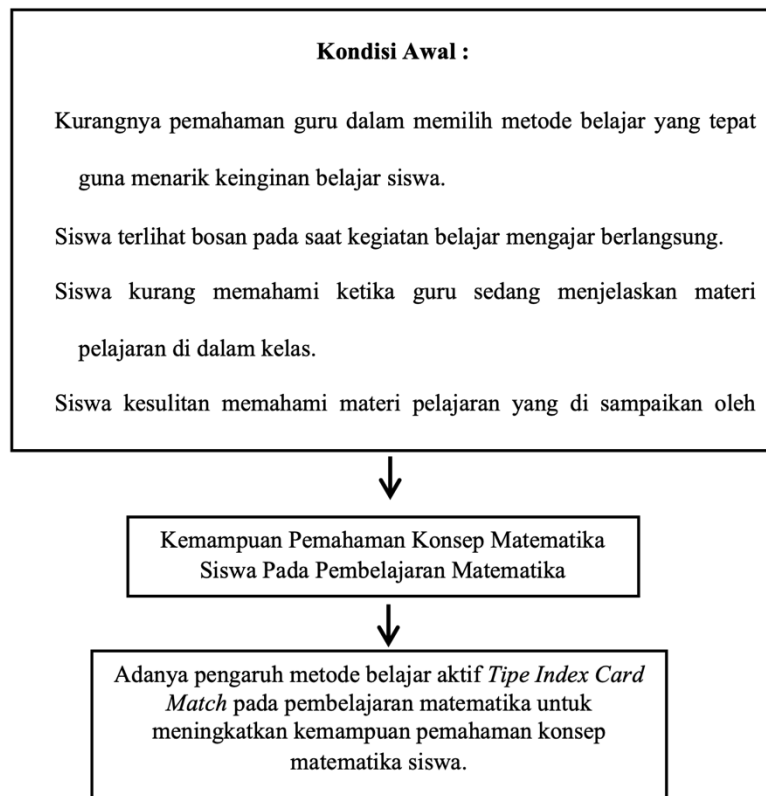 Kondisi Awal :
Kurangnya pemahaman guru dalam memilih metode belajar yang tepat
guna menarik keinginan belajar siswa.
Siswa terlihat bosan pada saat kegiatan belajar mengajar berlangsung.
Siswa kurang memahami ketika guru sedang menjelaskan materi
pelajaran di dalam kelas.
Siswa kesulitan memahami materi pelajaran yang di sampaikan oleh
Kemampuan Pemahaman Konsep Matematika
Siswa Pada Pembelajaran Matematika
Adanya pengaruh metode belajar aktif Tipe Index Card
Match pada pembelajaran matematika untuk
meningkatkan kemampuan pemahaman konsep
matematika siswa.